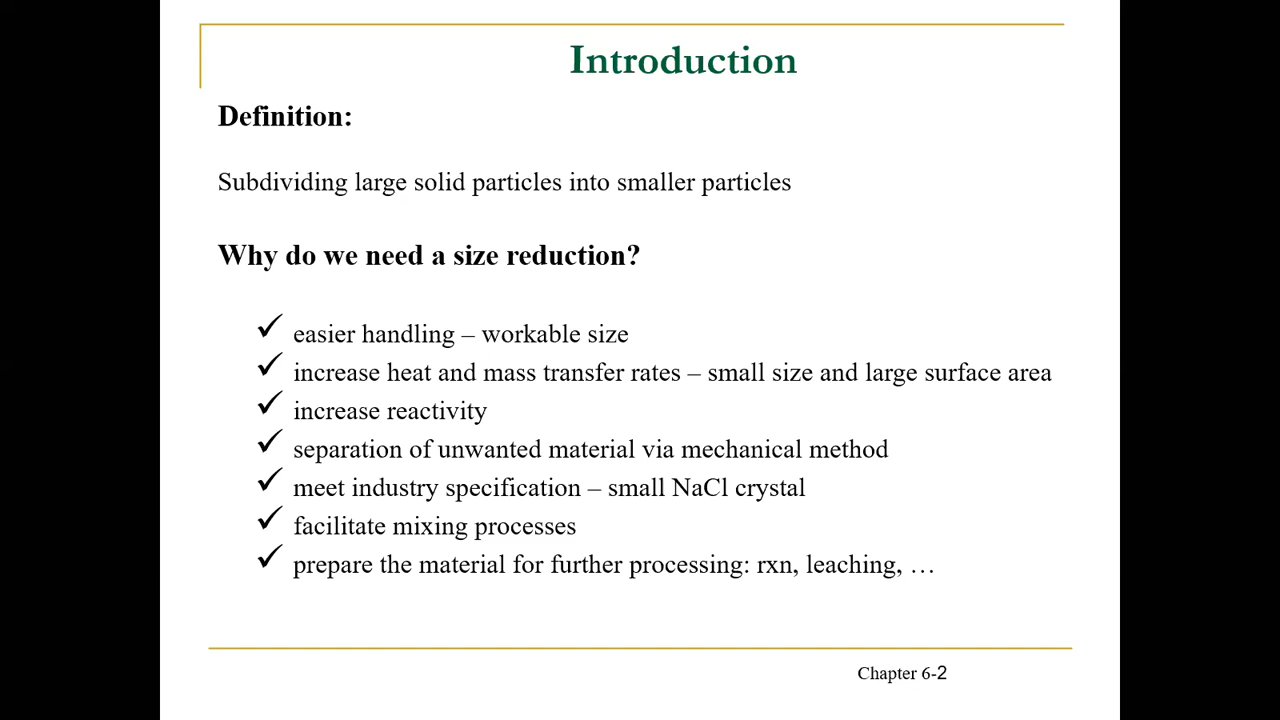 Introduction
Definition:
Subdividing large solid particles into smaller particles
Why do we need a size reduction?
✓ easier handling – workable size
✓ increase heat and mass transfer rates – small size and large surface area
✓ increase reactivity
✓ separation of unwanted material via mechanical method
✓ meet industry specification – small NaCl crystal
✓ facilitate mixing processes
✓ prepare the material for further processing: rxn, leaching, …
Chapter 6-2